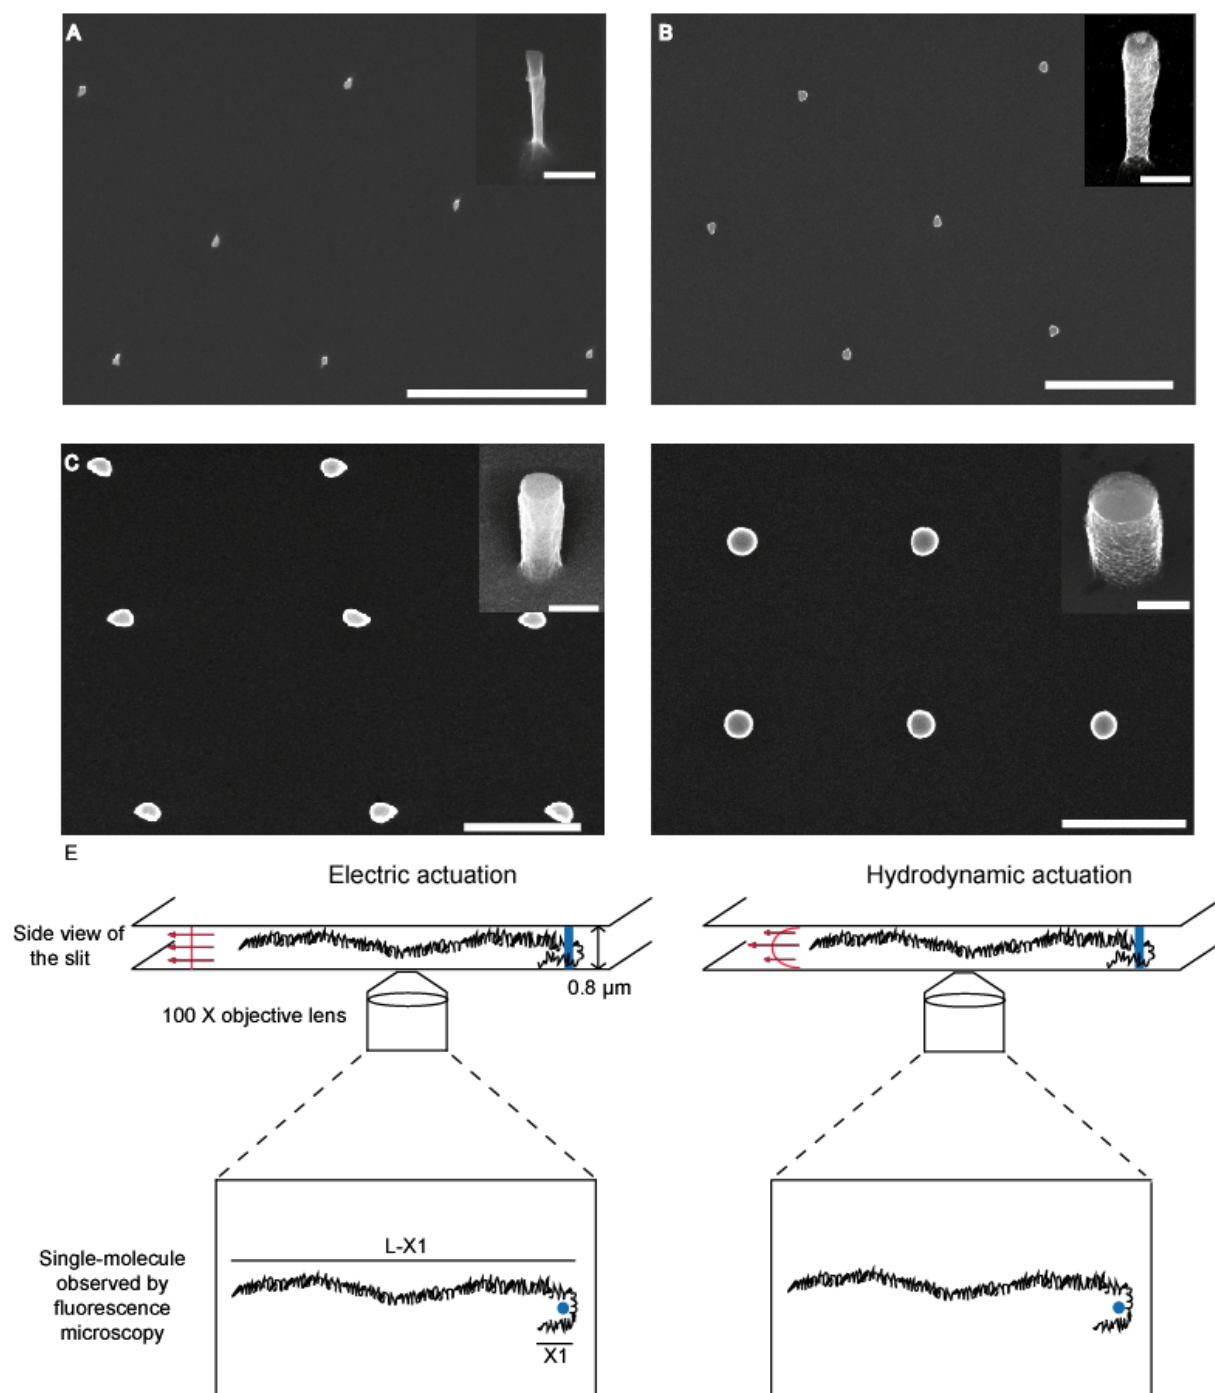 A
B
C
E
Electric actuation
Hydrodynamic actuation
Side view of
the slit
0.8 µm
100 X objective lens
L-X1
Single-molecule
observed by
fluorescence
microscopy
X1